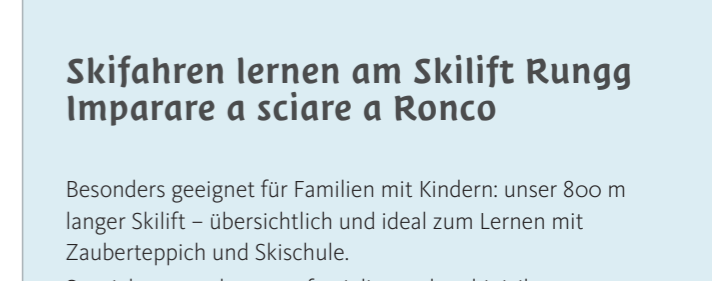 Skifahren lernen am Skilift Rungg
Imparare a sciare a Ronco
Besonders geeignet für Familien mit Kindern: unser 800 m
langer Skilift – übersichtlich und ideal zum Lernen mit
Zauberteppich und Skischule.